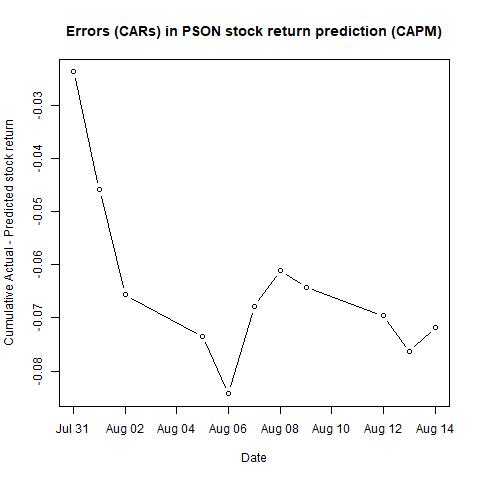 Errors (CARs) in PSON stock return prediction (CAPM)
Cumulative Actual - Predicted stock return
-0.03
-0.04
-0.05
-0.06
-0.07
-0.08
Jul 31 Aug 02 Aug 04 Aug 06 Aug 08 Aug 10 Aug 12 Aug 14
Date